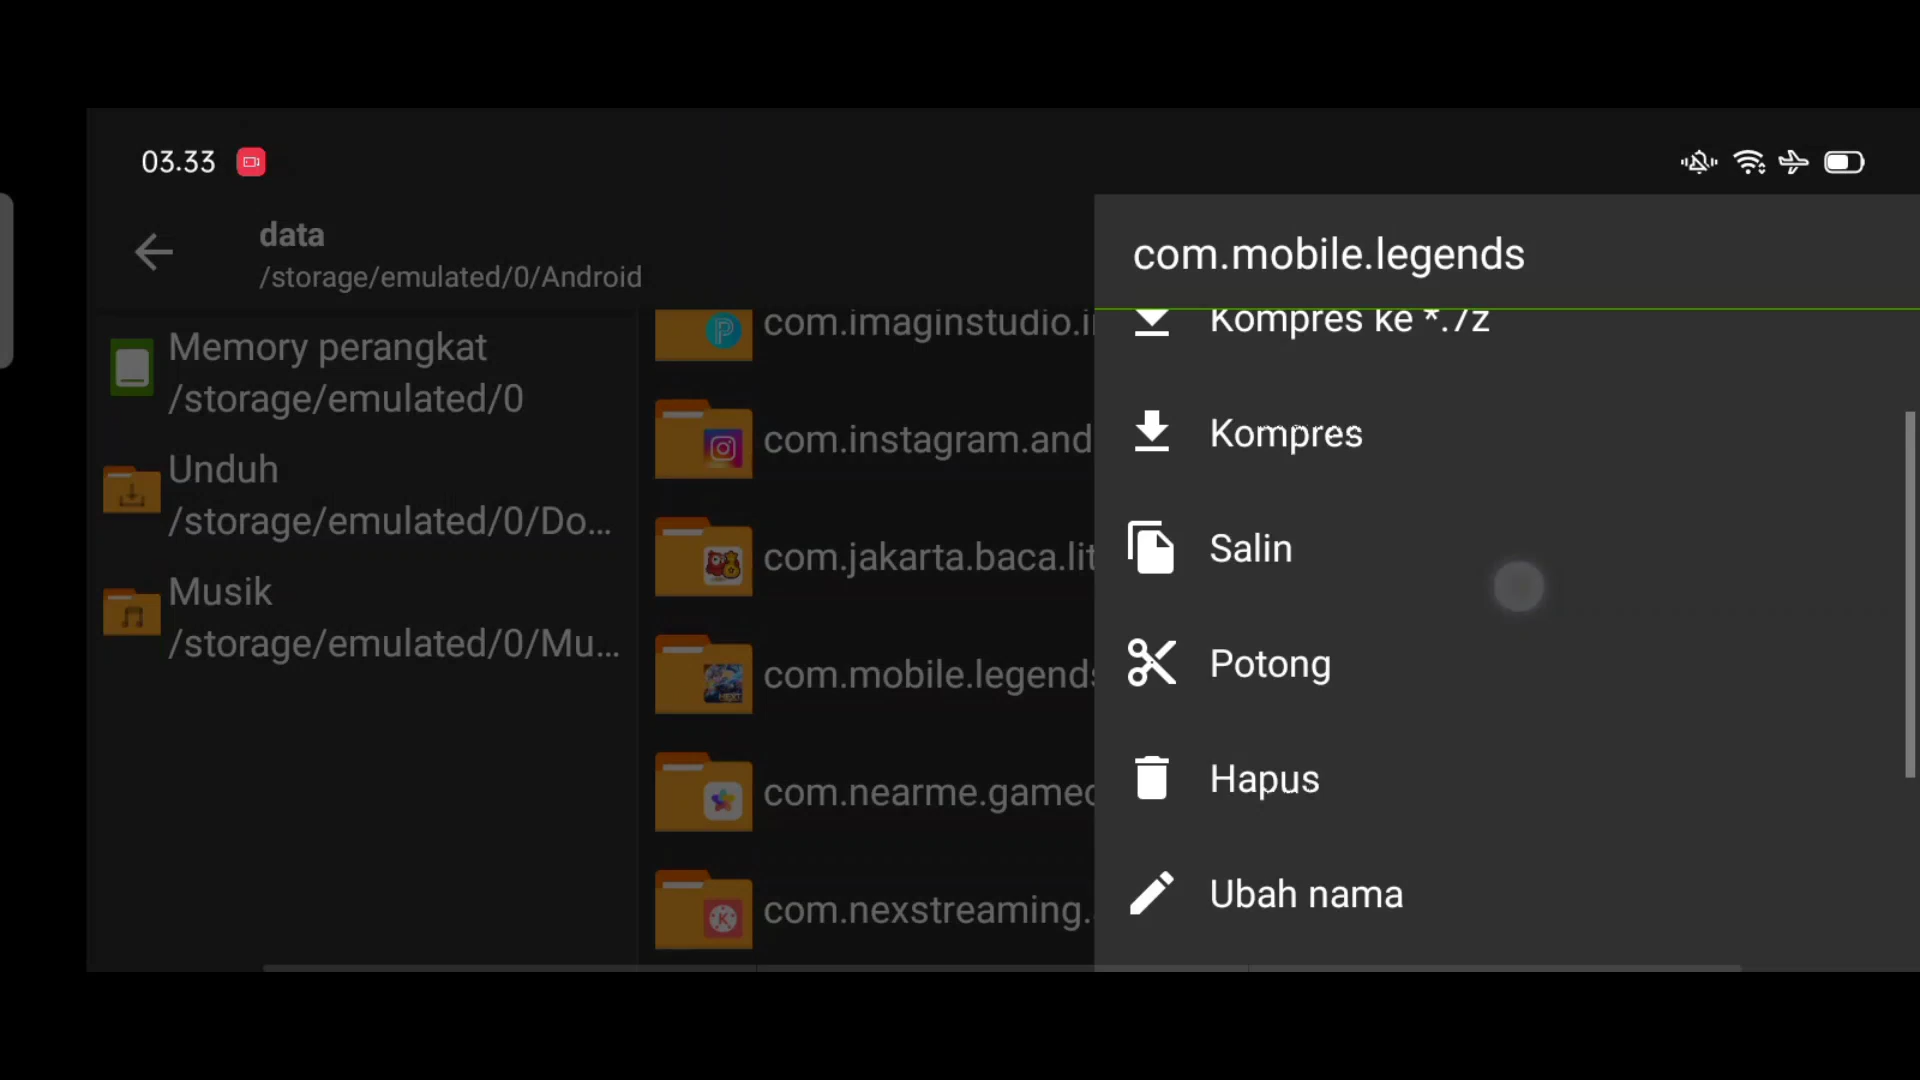 03.33
data
/storage/emulated/0/Android
Memory perangkat
/storage/emulated/0
Unduh
/storage/emulated/0/Do...
Musik
/storage/emulated/0/Mu...
com.imaginstudio.i
com.instagram.and
com.jakarta.baca.lit
com.mobile.legends
com.nearme.gamec
com.nexstreaming.
com.mobile.legends
Kompres ke *.7z
Kompres
Salin
Potong
Hapus
Ubah nama